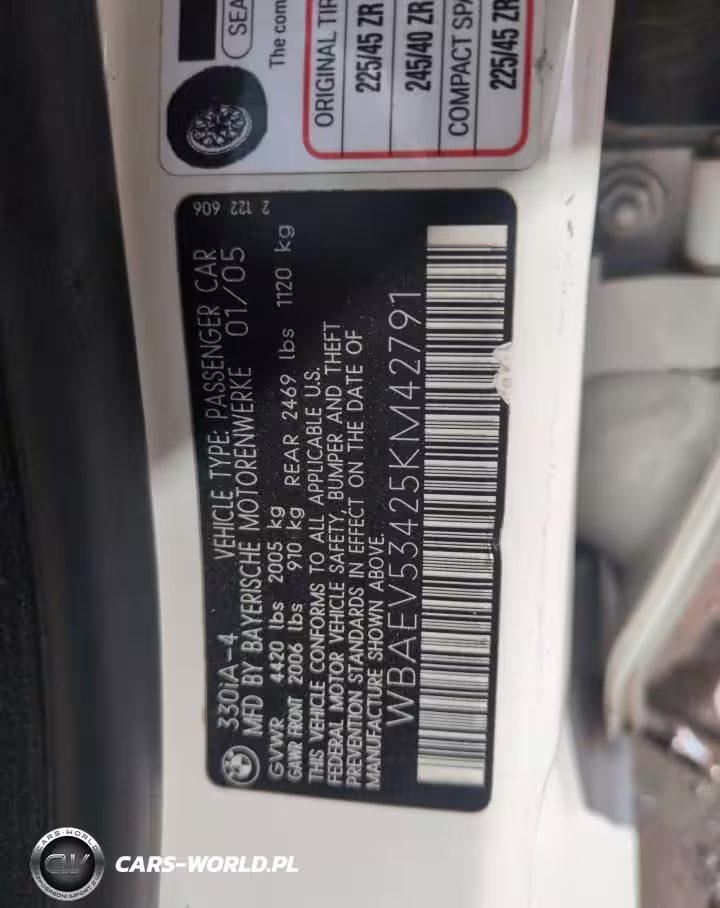 SEA
The com
ORIGINAL TIR
225/45 ZR
245/40 ZR
COMPACT SPA
225/45 ZR
2 122 606
330IA-4 VEHICLE TYPE: PASSENGER CAR
MFD BY BAYERISCHE MOTORENWERKE 01/05
GVWR 4420 lbs 2005 kg
GAWR FRONT 2006 lbs 910 kg REAR 2469 lbs 1120 kg
THIS VEHICLE CONFORMS TO ALL APPLICABLE U.S.
FEDERAL MOTOR VEHICLE SAFETY, BUMPER AND THEFT
PREVENTION STANDARDS IN EFFECT ON THE DATE OF
MANUFACTURE SHOWN ABOVE.
WBAEV53425KM42791
CARS-WORLD
CW
CARS-WORLD.PL